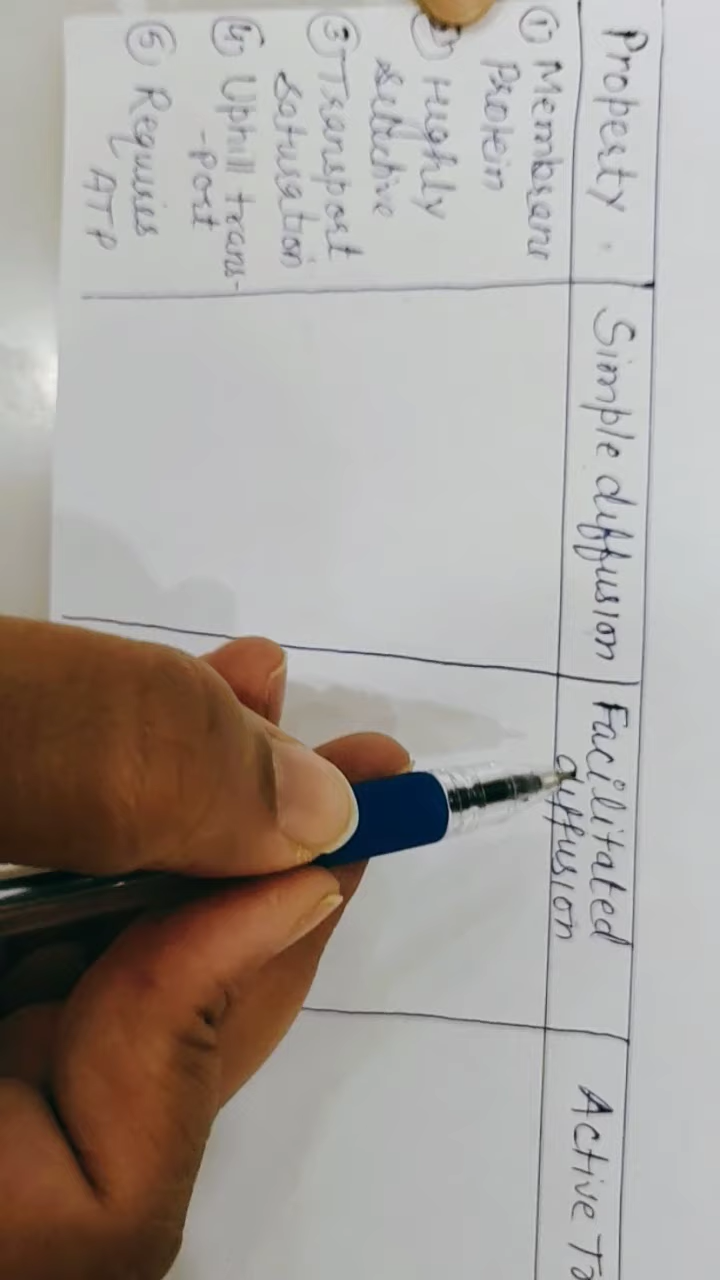 Property
Simple diffusion
Facilitated
diffusion
Active
① Membrane
Protein
② Highly
selective
③ Transport
saturation
④ Uphill trans-
-port
⑤ Requires
ATP